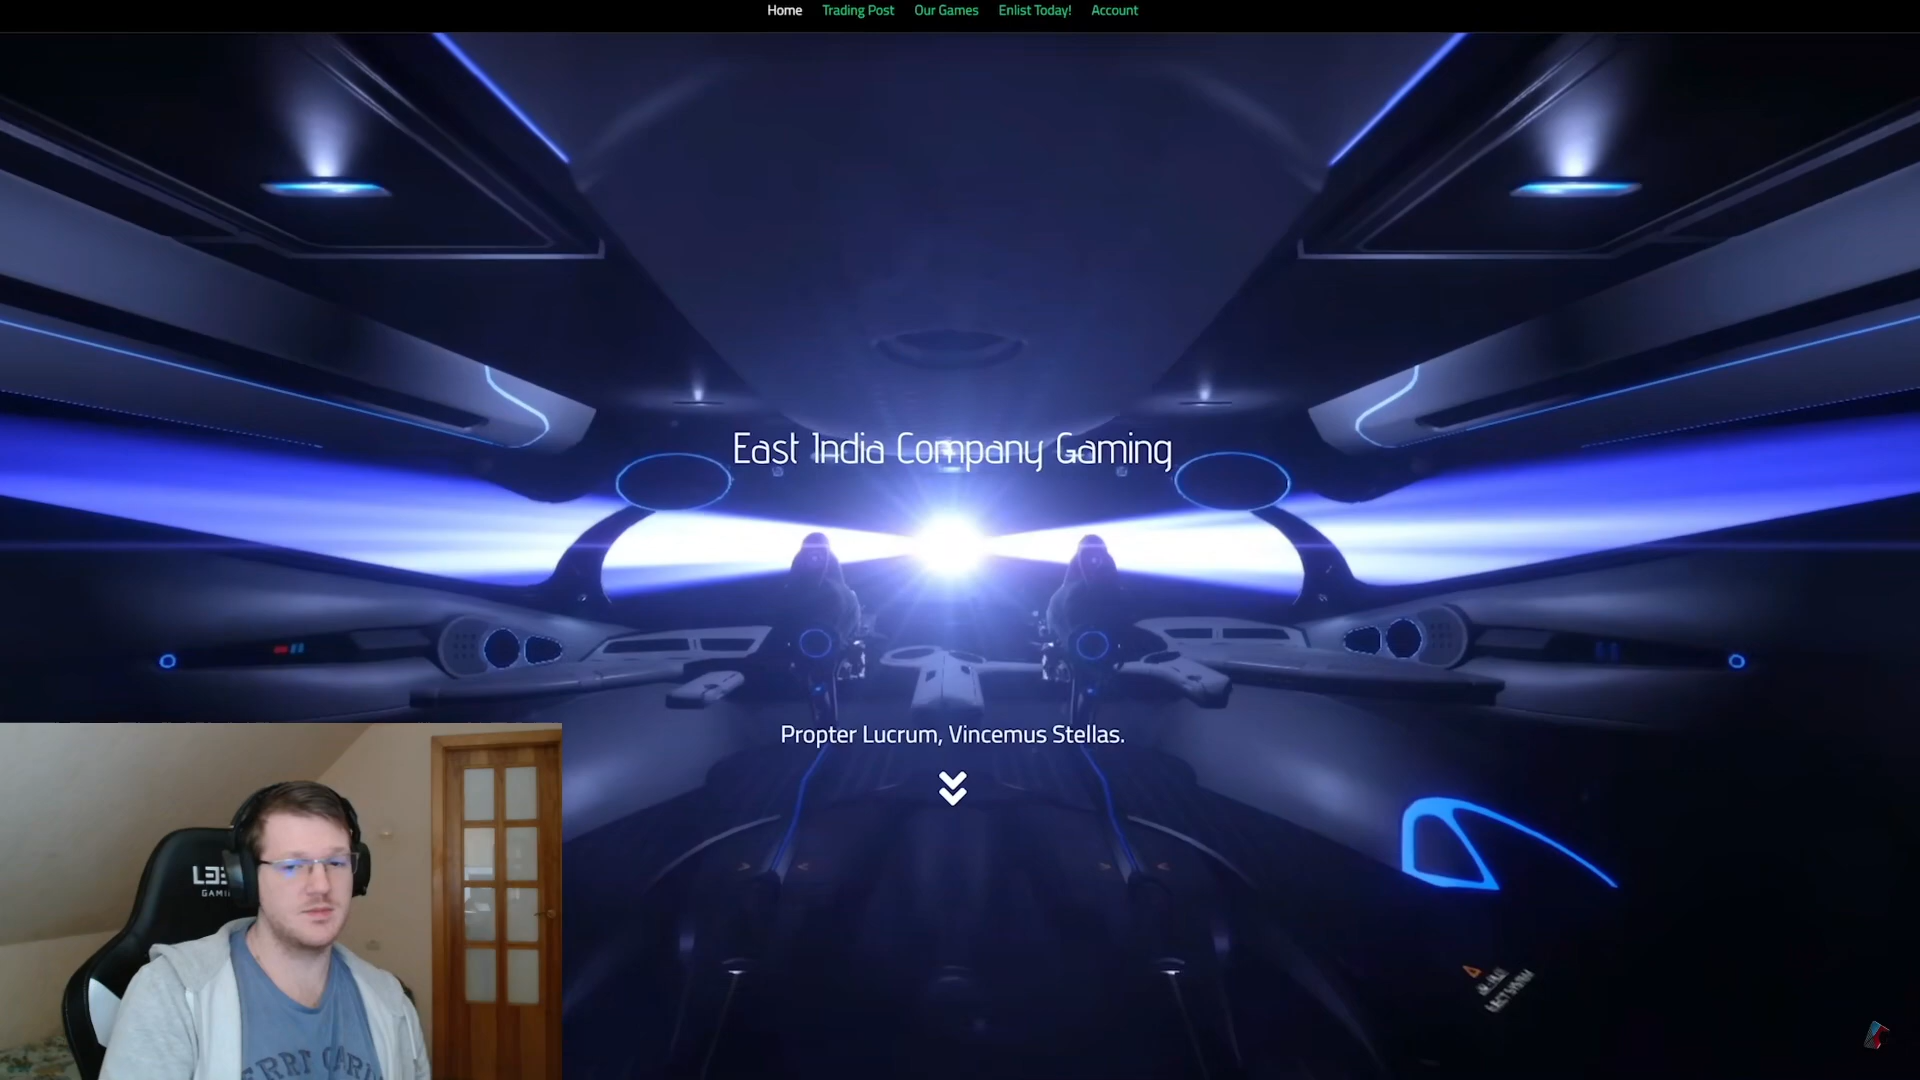 Home Trading Post Our Games Enlist Today! Account
East India Company Gaming
Propter Lucrum, Vincemus Stellas.